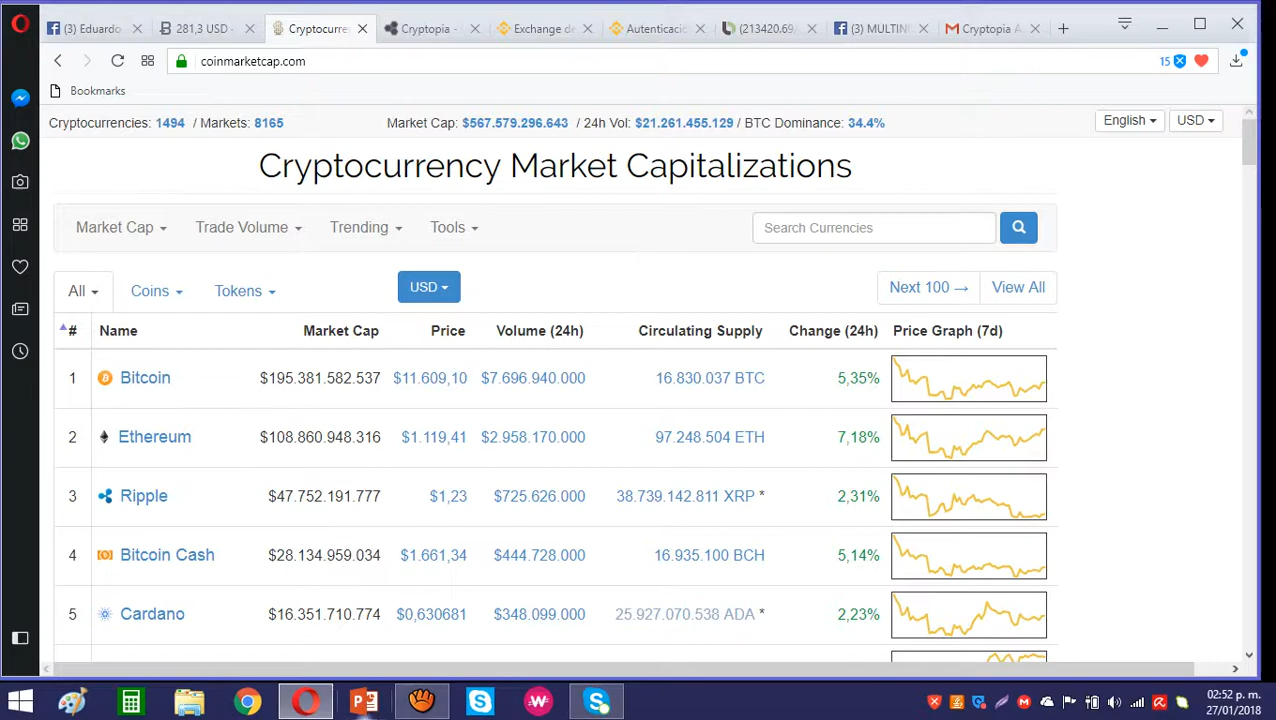 (3) Eduardo
281,3 USD -
Cryptocurre
Cryptopia -
Exchange de
Autenticació
(213420.69,
(3) MULTINI
Cryptopia A
coinmarketcap.com
15
Bookmarks
Cryptocurrencies: 1494 / Markets: 8165
Market Cap: $567.579.296.643 / 24h Vol: $21.261.455.129 / BTC Dominance: 34.4%
English
USD
Cryptocurrency Market Capitalizations
Market Cap
Trade Volume
Trending
Tools
Search Currencies
All
Coins
Tokens
USD
Next 100 →
View All
# Name Market Cap Price Volume (24h) Circulating Supply Change (24h) Price Graph (7d)
1 Bitcoin $195.381.582.537 $11.609,10 $7.696.940.000 16.830.037 BTC 5,35%
2 Ethereum $108.860.948.316 $1.119,41 $2.958.170.000 97.248.504 ETH 7,18%
3 Ripple $47.752.191.777 $1,23 $725.626.000 38.739.142.811 XRP * 2,31%
4 Bitcoin Cash $28.134.959.034 $1.661,34 $444.728.000 16.935.100 BCH 5,14%
5 Cardano $16.351.710.774 $0,630681 $348.099.000 25.927.070.538 ADA * 2,23%
02:52 p. m.
27/01/2018